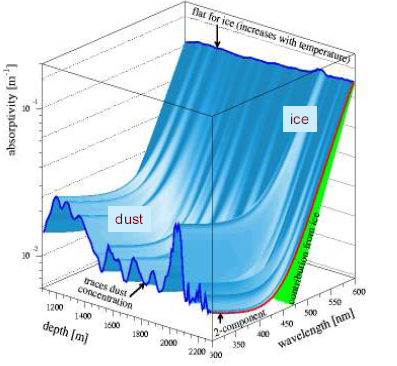 flat for ice (increases with temperature)
absorptivity [m⁻¹]
10⁻¹
10⁻²
ice
dust
traces dust
concentration
2-component
contribution from ice
1200
1400
1600
1800
2000
2200
depth [m]
300
350
400
450
500
550
600
wavelength [nm]